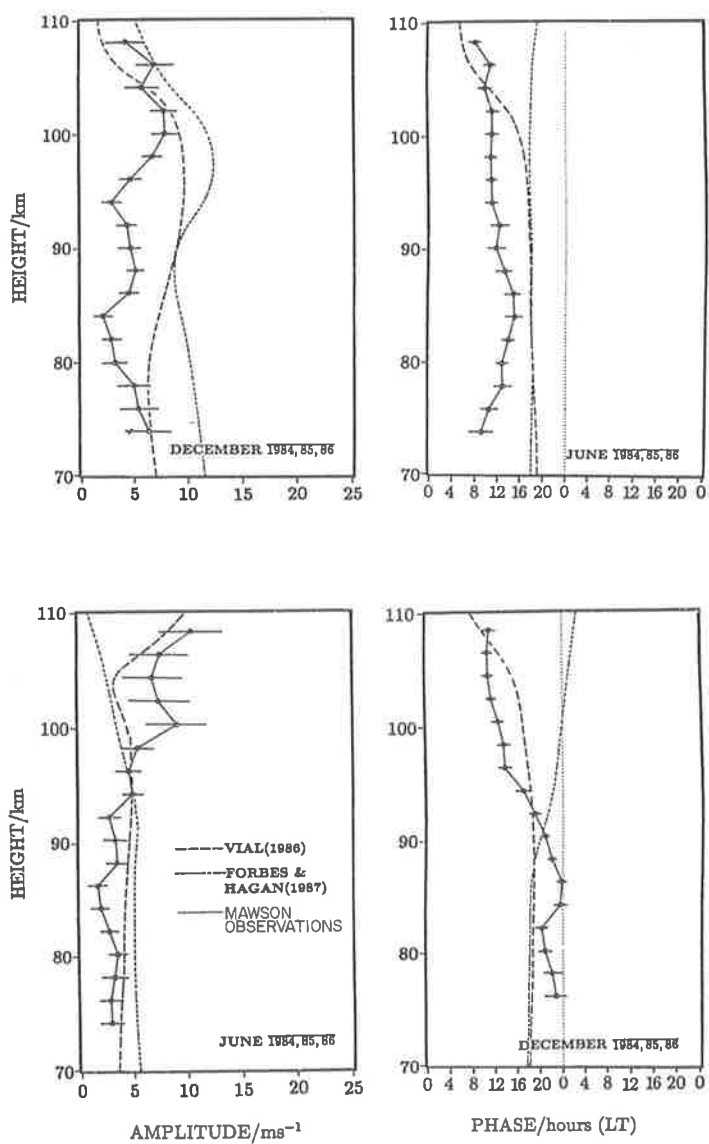 110
100
90
80
70
HEIGHT/km
DECEMBER 1984,85,86
0 5 10 15 20 25
110
100
90
80
70
JUNE 1984,85,86
0 4 8 12 16 20 0 4 8 12 16 20 0
110
100
90
80
70
HEIGHT/km
VIAL(1986)
FORBES &
HAGAN(1987)
MAWSON
OBSERVATIONS
JUNE 1984,85,86
0 5 10 15 20 25
AMPLITUDE/ms⁻¹
110
100
90
80
70
DECEMBER 1984,85,86
0 4 8 12 16 20 0 4 8 12 16 20 0
PHASE/hours (LT)